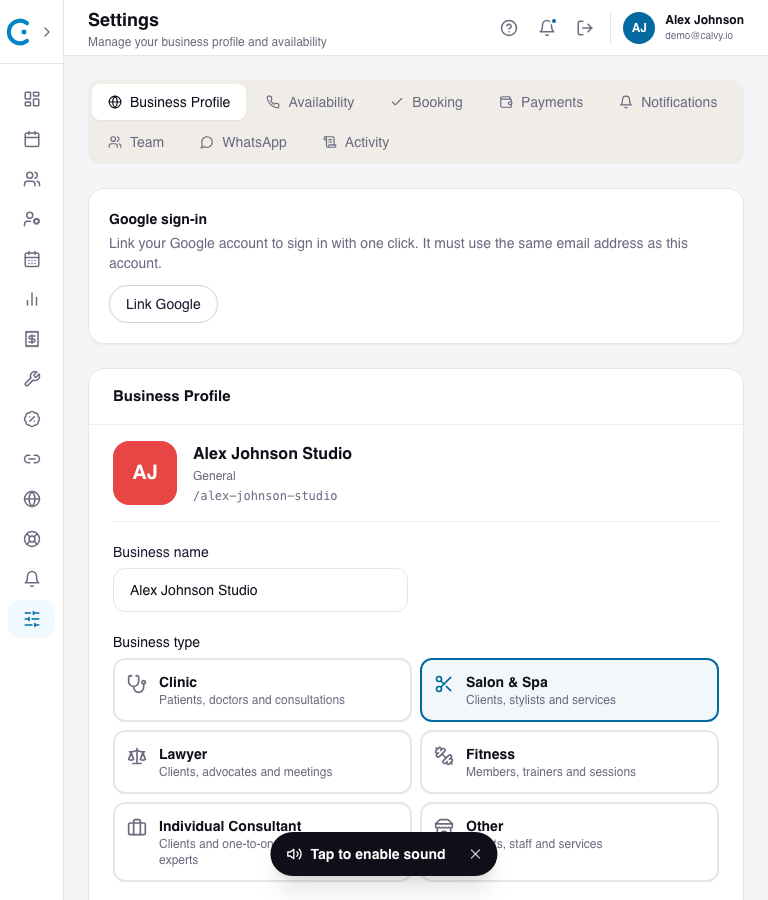 Settings
Manage your business profile and availability
AJ
Alex Johnson
demo@calvy.io
Business Profile
Availability
Booking
Payments
Notifications
Team
WhatsApp
Activity
Google sign-in
Link your Google account to sign in with one click. It must use the same email address as this
account.
Link Google
Business Profile
AJ
Alex Johnson Studio
General
/alex-johnson-studio
Business name
Alex Johnson Studio
Business type
Clinic
Patients, doctors and consultations
Salon & Spa
Clients, stylists and services
Lawyer
Clients, advocates and meetings
Fitness
Members, trainers and sessions
Individual Consultant
Clients and one-to-on
experts
Other
staff and services
Tap to enable sound